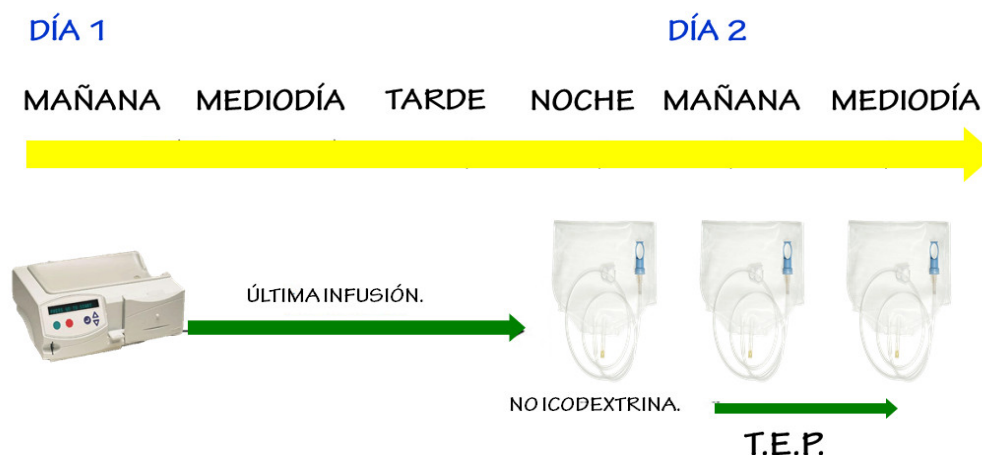 DÍA 1 DÍA 2
MAÑANA MEDIODÍA TARDE NOCHE MAÑANA MEDIODÍA
ÚLTIMA INFUSIÓN.
NO ICODEXTRINA.
T.E.P.